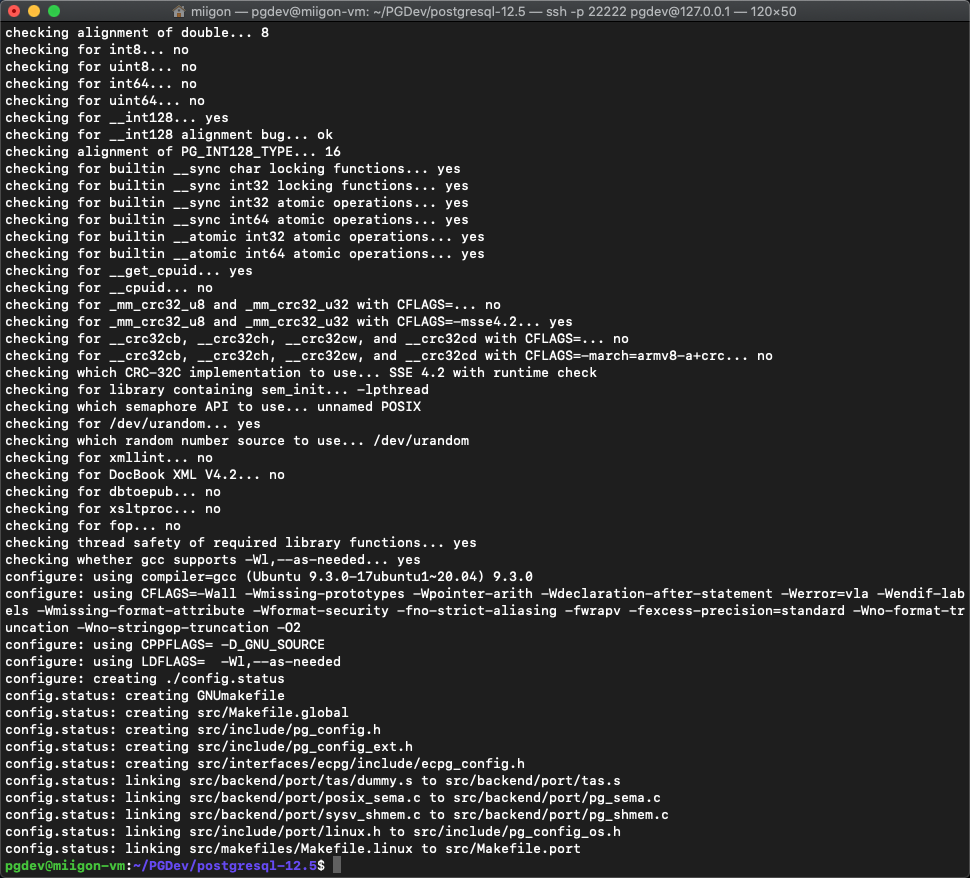 miigon — pgdev@miigon-vm: ~/PGDev/postgresql-12.5 — ssh -p 22222 pgdev@127.0.0.1 — 120×50
checking alignment of double... 8
checking for int8... no
checking for uint8... no
checking for int64... no
checking for uint64... no
checking for __int128... yes
checking for __int128 alignment bug... ok
checking alignment of PG_INT128_TYPE... 16
checking for builtin __sync char locking functions... yes
checking for builtin __sync int32 locking functions... yes
checking for builtin __sync int32 atomic operations... yes
checking for builtin __sync int64 atomic operations... yes
checking for builtin __atomic int32 atomic operations... yes
checking for builtin __atomic int64 atomic operations... yes
checking for __get_cpuid... yes
checking for __cpuid... no
checking for _mm_crc32_u8 and _mm_crc32_u32 with CFLAGS=... no
checking for _mm_crc32_u8 and _mm_crc32_u32 with CFLAGS=-msse4.2... yes
checking for __crc32cb, __crc32ch, __crc32cw, and __crc32cd with CFLAGS=... no
checking for __crc32cb, __crc32ch, __crc32cw, and __crc32cd with CFLAGS=-march=armv8-a+crc... no
checking which CRC-32C implementation to use... SSE 4.2 with runtime check
checking for library containing sem_init... -lpthread
checking which semaphore API to use... unnamed POSIX
checking for /dev/urandom... yes
checking which random number source to use... /dev/urandom
checking for xmllint... no
checking for DocBook XML V4.2... no
checking for dbtoepub... no
checking for xsltproc... no
checking for fop... no
checking thread safety of required library functions... yes
checking whether gcc supports -Wl,--as-needed... yes
configure: using compiler=gcc (Ubuntu 9.3.0-17ubuntu1~20.04) 9.3.0
configure: using CFLAGS=-Wall -Wmissing-prototypes -Wpointer-arith -Wdeclaration-after-statement -Werror=vla -Wendif-lab
els -Wmissing-format-attribute -Wformat-security -fno-strict-aliasing -fwrapv -fexcess-precision=standard -Wno-format-tr
uncation -Wno-stringop-truncation -O2
configure: using CPPFLAGS= -D_GNU_SOURCE
configure: using LDFLAGS=  -Wl,--as-needed
configure: creating ./config.status
config.status: creating GNUmakefile
config.status: creating src/Makefile.global
config.status: creating src/include/pg_config.h
config.status: creating src/include/pg_config_ext.h
config.status: creating src/interfaces/ecpg/include/ecpg_config.h
config.status: linking src/backend/port/tas/dummy.s to src/backend/port/tas.s
config.status: linking src/backend/port/posix_sema.c to src/backend/port/pg_sema.c
config.status: linking src/backend/port/sysv_shmem.c to src/backend/port/pg_shmem.c
config.status: linking src/include/port/linux.h to src/include/pg_config_os.h
config.status: linking src/makefiles/Makefile.linux to src/Makefile.port
pgdev@miigon-vm:~/PGDev/postgresql-12.5$